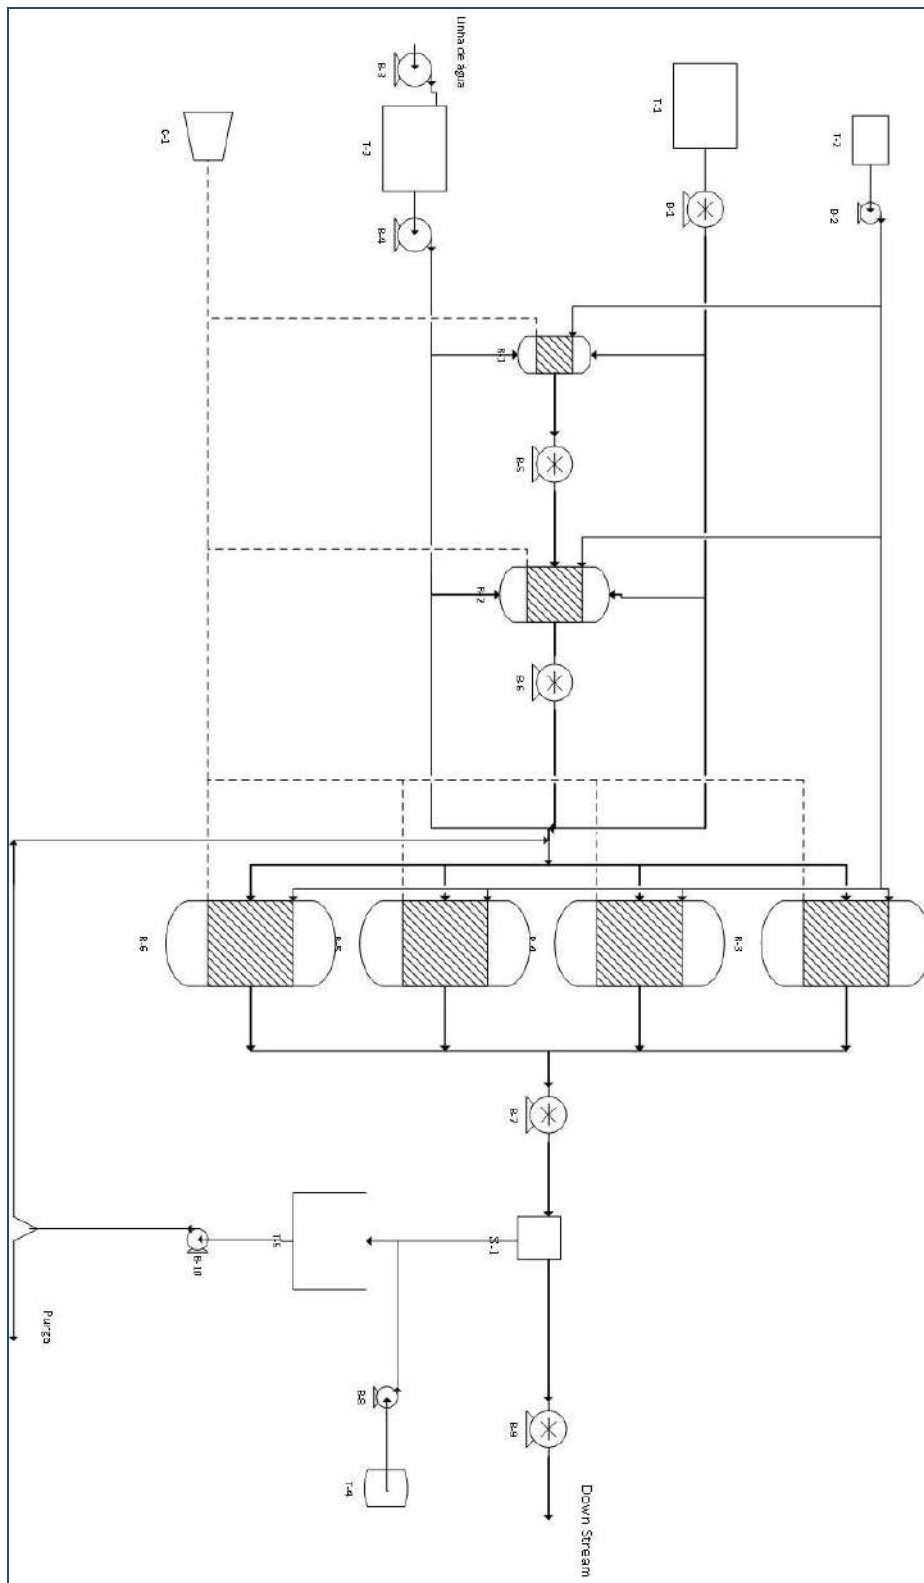 T-2
B-2
T-1
B-1
R-3
Linha de água
B-3
T-3
B-4
R-1
B-5
R-2
B-6
R-4
B-7
S-1
B-9
Down Stream
R-5
B-8
T-4
C-1
R-6
T-5
B-10
Purga